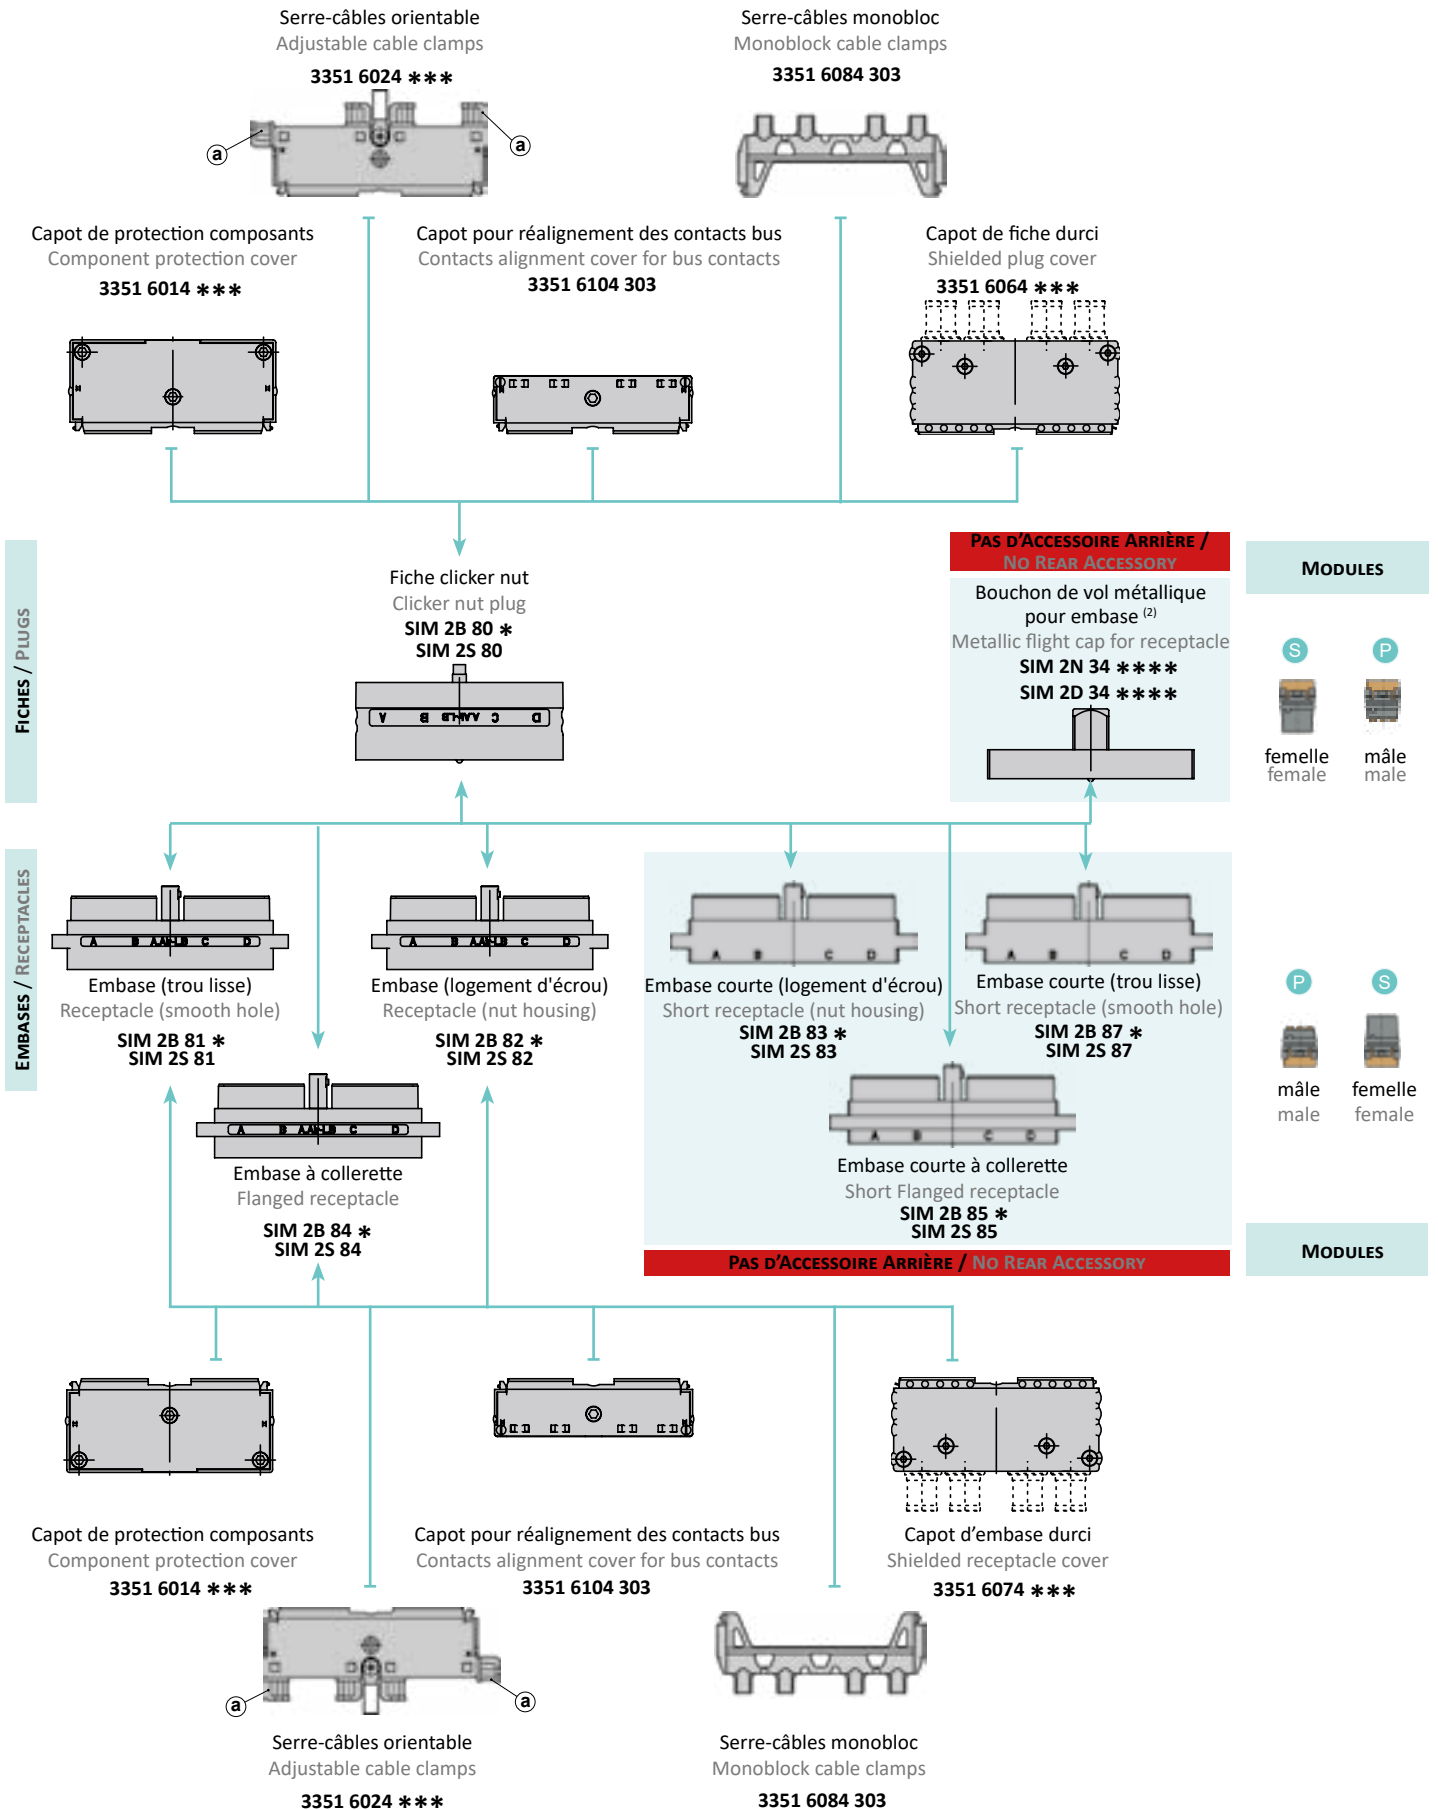 Serre-câbles orientable
Adjustable cable clamps
3351 6024 ***
Serre-câbles monobloc
Monoblock cable clamps
3351 6084 303
a
a
Capot de protection composants
Component protection cover
3351 6014 ***
Capot pour réalignement des contacts bus
Contacts alignment cover for bus contacts
3351 6104 303
Capot de fiche durci
Shielded plug cover
3351 6064 ***
FICHES / PLUGS
Fiche clicker nut
Clicker nut plug
SIM 2B 80 *
SIM 2S 80
A B C D
PAS D'ACCESSOIRE ARRIÈRE /
NO REAR ACCESSORY
Bouchon de vol métallique
pour embase (2)
Metallic flight cap for receptacle
SIM 2N 34 ****
SIM 2D 34 ****
MODULES
S P
femelle mâle
female male
EMBASES / RECEPTACLES
A B C D
Embase (trou lisse)
Receptacle (smooth hole)
SIM 2B 81 *
SIM 2S 81
A B C D
Embase (logement d'écrou)
Receptacle (nut housing)
SIM 2B 82 *
SIM 2S 82
A B C D
Embase courte (logement d'écrou)
Short receptacle (nut housing)
SIM 2B 83 *
SIM 2S 83
A B C D
Embase courte (trou lisse)
Short receptacle (smooth hole)
SIM 2B 87 *
SIM 2S 87
P S
mâle femelle
male female
A B C D
Embase à collerette
Flanged receptacle
SIM 2B 84 *
SIM 2S 84
A B C D
Embase courte à collerette
Short Flanged receptacle
SIM 2B 85 *
SIM 2S 85
PAS D'ACCESSOIRE ARRIÈRE / NO REAR ACCESSORY
MODULES
Capot de protection composants
Component protection cover
3351 6014 ***
Capot pour réalignement des contacts bus
Contacts alignment cover for bus contacts
3351 6104 303
Capot d'embase durci
Shielded receptacle cover
3351 6074 ***
a
a
Serre-câbles orientable
Adjustable cable clamps
3351 6024 ***
Serre-câbles monobloc
Monoblock cable clamps
3351 6084 303